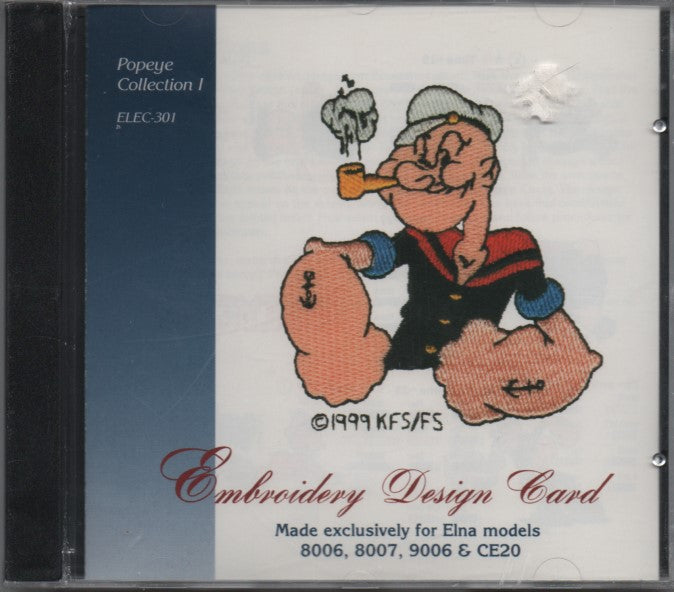 Popeye
Collection I
ELEC-301
©1999 KFS/FS
Embroidery Design Card
Made exclusively for Elna models
8006, 8007, 9006 & CE20